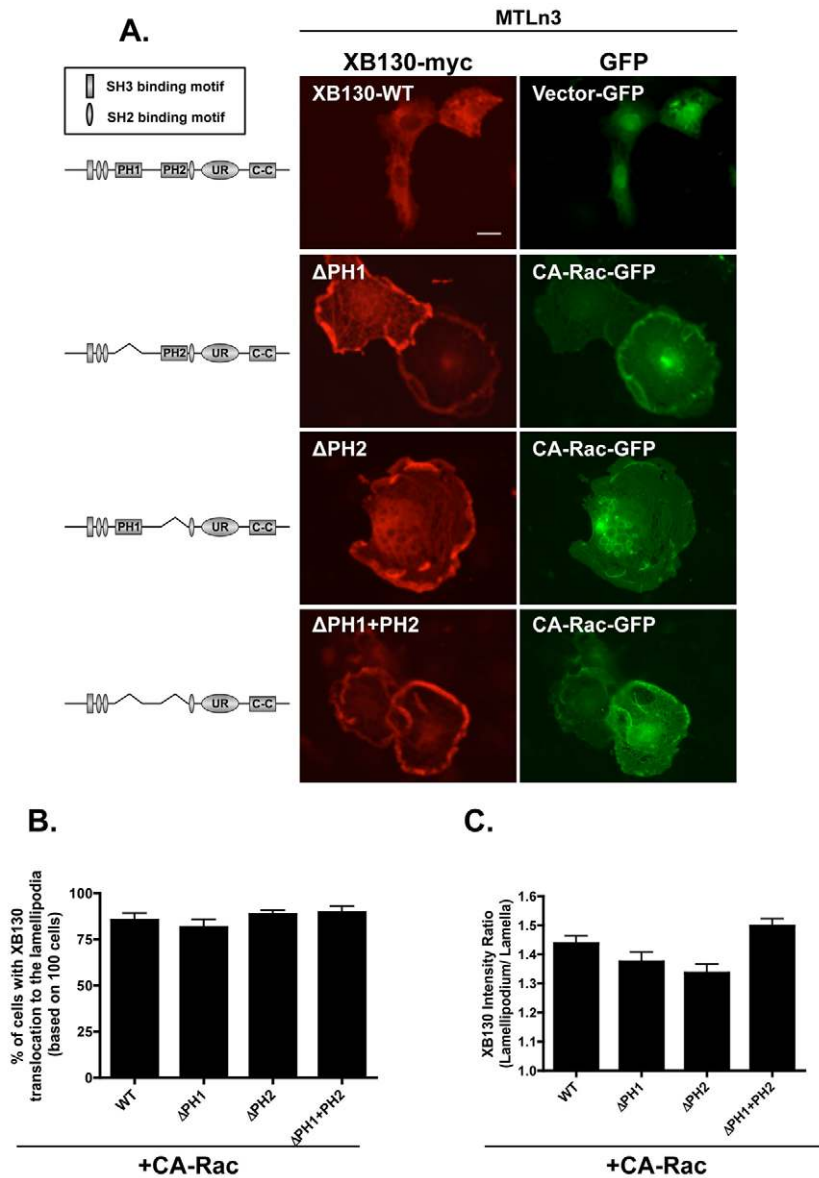 A.
MTLn3
XB130-myc GFP
SH3 binding motif
SH2 binding motif
XB130-WT Vector-GFP
PH1 PH2 UR C-C
ΔPH1 CA-Rac-GFP
PH2 UR C-C
ΔPH2 CA-Rac-GFP
PH1 UR C-C
ΔPH1+PH2 CA-Rac-GFP
UR C-C
B.
% of cells with XB130
translocation to the lamellipodia
(based on 100 cells)
100
75
50
25
0
WT ΔPH1 ΔPH2 ΔPH1+PH2
+CA-Rac
C.
XB130 Intensity Ratio
(Lamellipodium/ Lamella)
1.6
1.5
1.4
1.3
1.2
1.1
1.0
WT ΔPH1 ΔPH2 ΔPH1+PH2
+CA-Rac